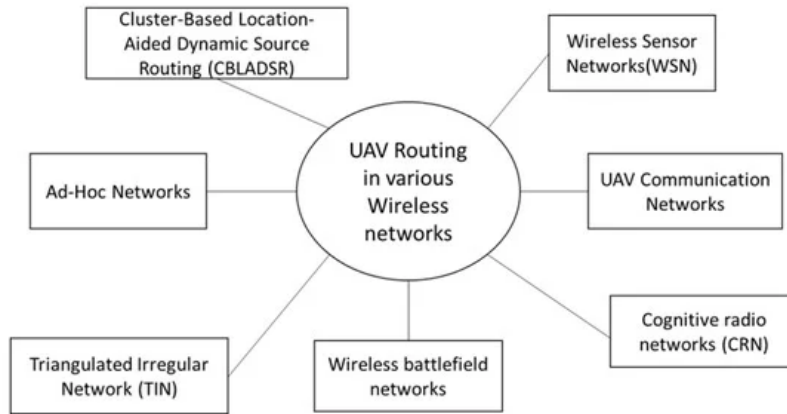 Cluster-Based Location-
Aided Dynamic Source
Routing (CBLADSR)
Wireless Sensor
Networks(WSN)
UAV Routing
in various
Wireless
networks
Ad-Hoc Networks
UAV Communication
Networks
Triangulated Irregular
Network (TIN)
Wireless battlefield
networks
Cognitive radio
networks (CRN)